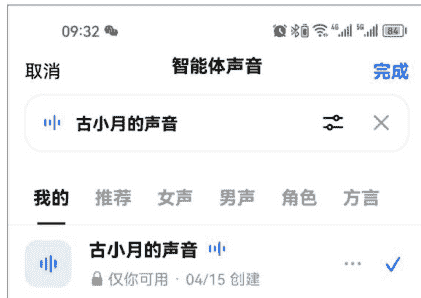 09:32 4G 5G 84
取消 智能体声音 完成
古小月的声音
我的 推荐 女声 男声 角色 方言
古小月的声音
仅你可用 · 04/15 创建